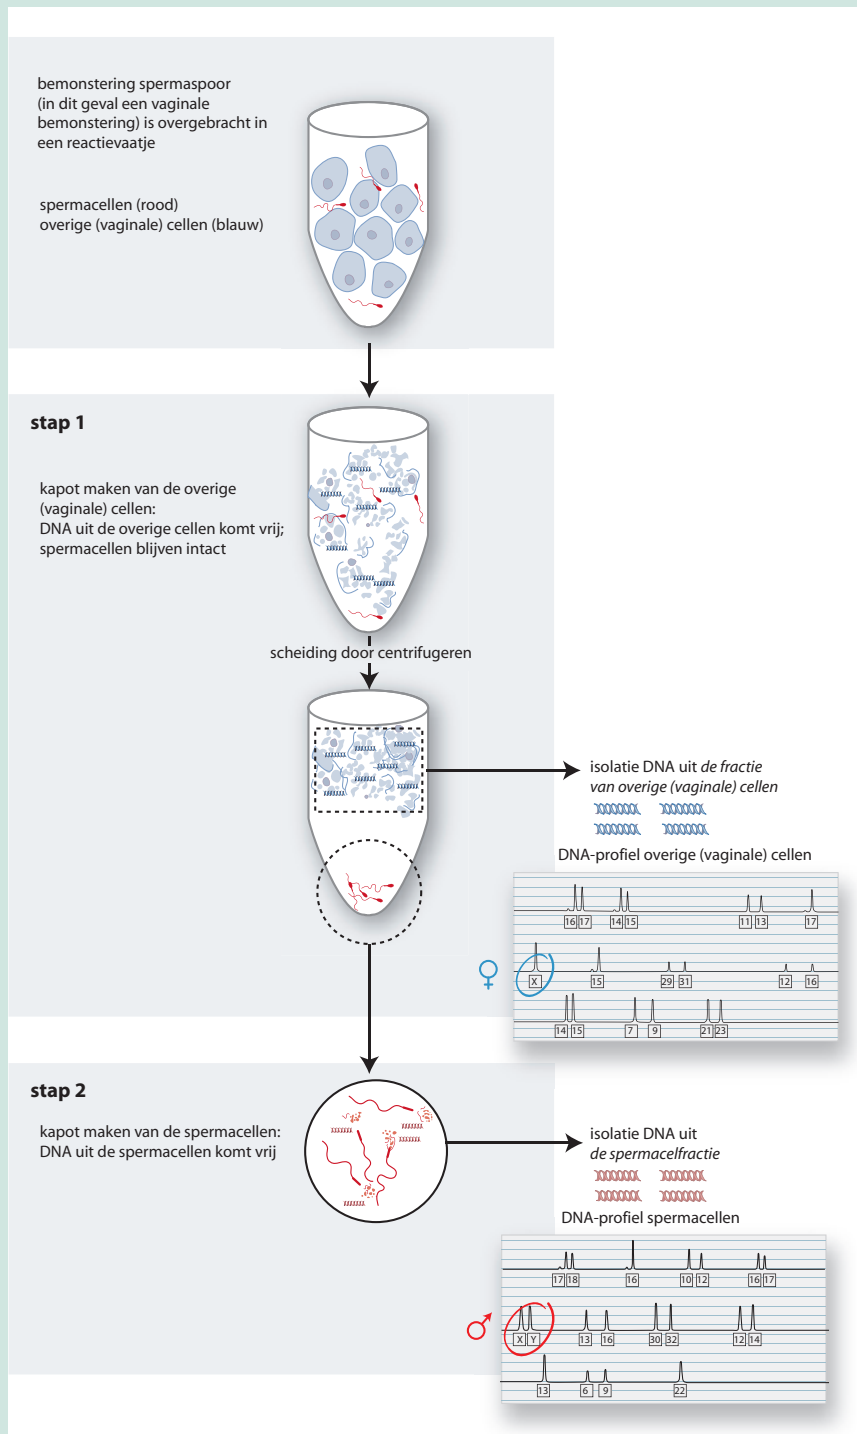 bemonstering spermaspoor
(in dit geval een vaginale
bemonstering) is overgebracht in
een reactievaatje
spermacellen (rood)
overige (vaginale) cellen (blauw)
stap 1
kapot maken van de overige
(vaginale) cellen:
DNA uit de overige cellen komt vrij;
spermacellen blijven intact
scheiding door centrifugeren
isolatie DNA uit de fractie
van overige (vaginale) cellen
DNA-profiel overige (vaginale) cellen
16 17 14 15 11 13 17
♀ X 15 29 31 12 16
14 15 7 9 21 23
stap 2
kapot maken van de spermacellen:
DNA uit de spermacellen komt vrij
isolatie DNA uit
de spermacelfractie
DNA-profiel spermacellen
17 18 16 10 12 16 17
♂ X Y 13 16 30 32 12 14
13 6 9 22